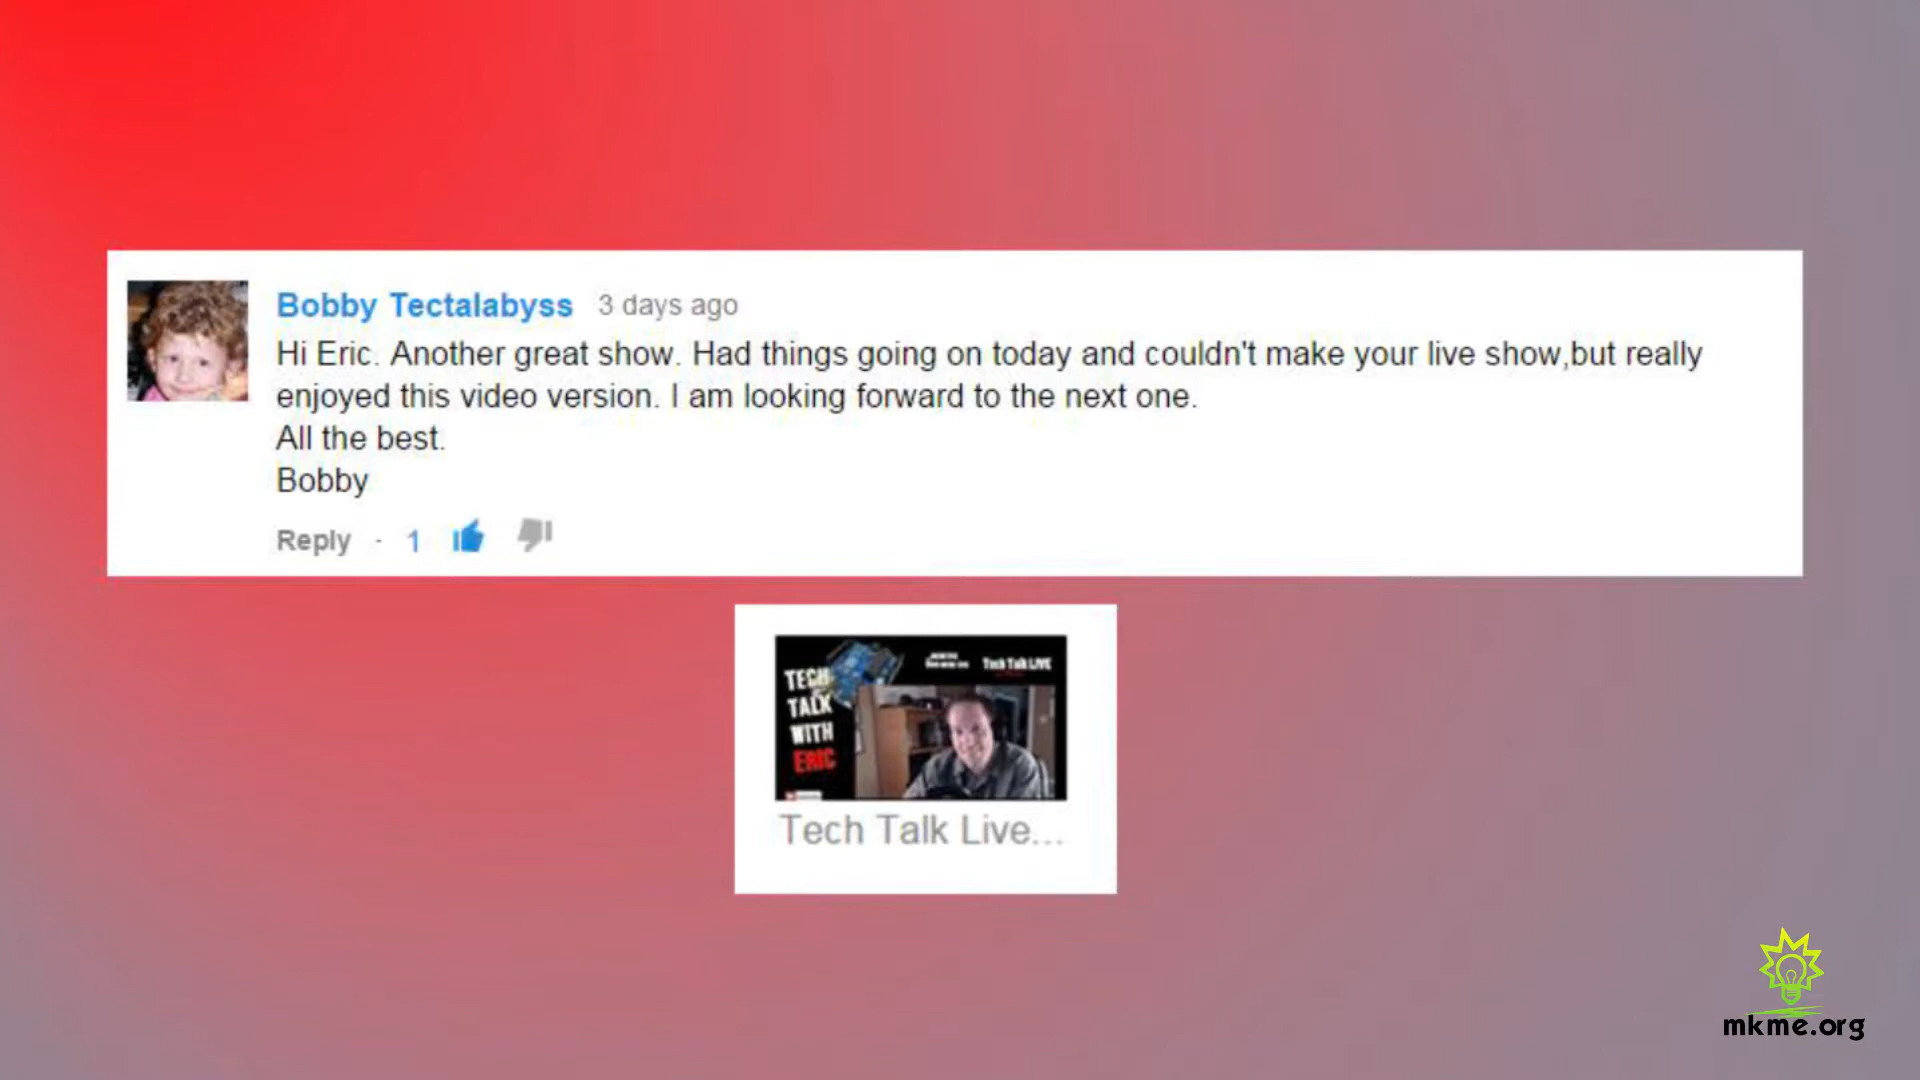 Bobby Tectalabyss 3 days ago
Hi Eric. Another great show. Had things going on today and couldn't make your live show,but really
enjoyed this video version. I am looking forward to the next one.
All the best.
Bobby
Reply · 1
Tech Talk LIVE
TECH
TALK
WITH
ERIC
Tech Talk Live...
mkme.org